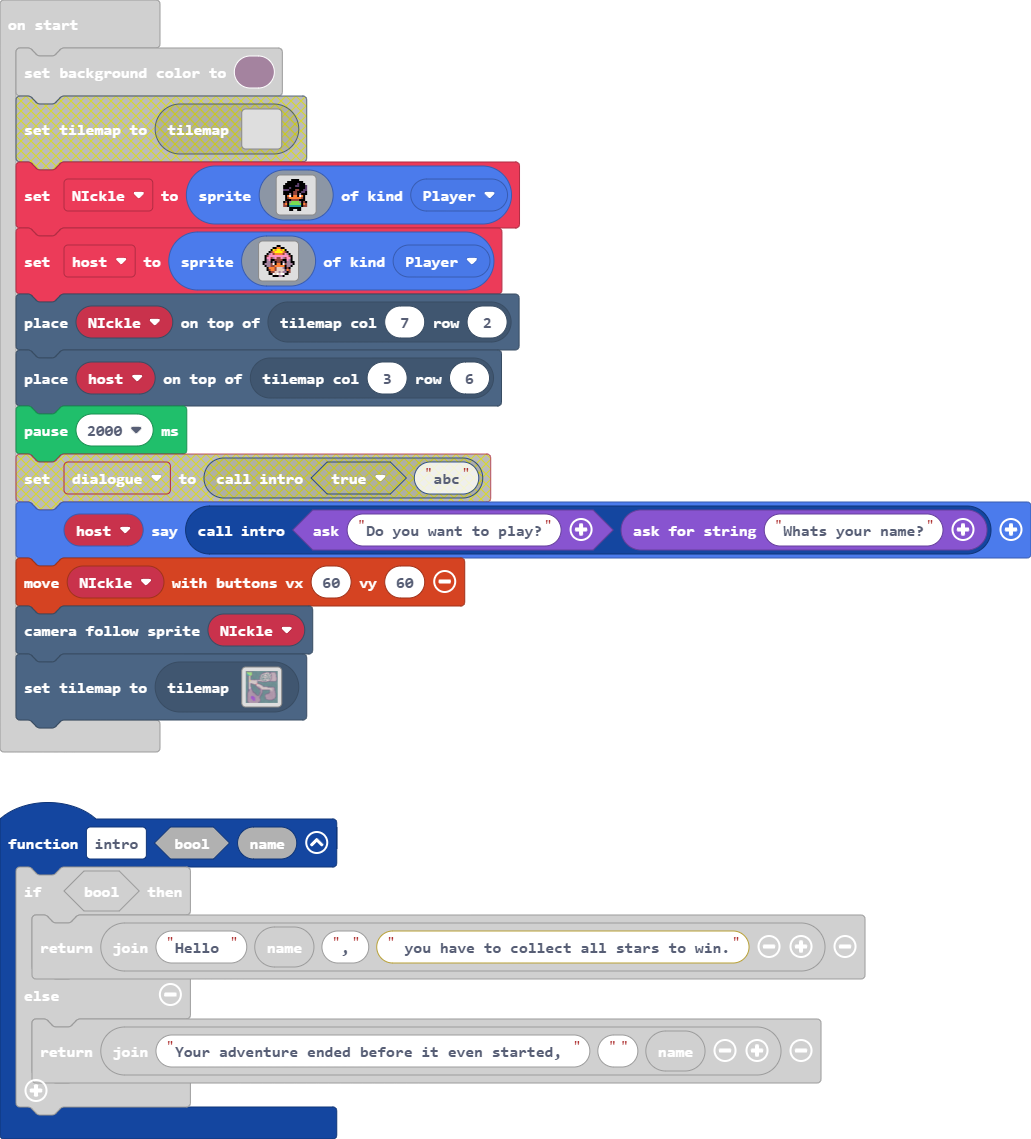 on start
set background color to
set tilemap to tilemap
set NIckle to sprite of kind Player
set host to sprite of kind Player
place NIckle on top of tilemap col 7 row 2
place host on top of tilemap col 3 row 6
pause 2000 ms
set dialogue to call intro true "abc"
host say call intro ask "Do you want to play?" ask for string "Whats your name?"
move NIckle with buttons vx 60 vy 60
camera follow sprite NIckle
set tilemap to tilemap
function intro bool name
if bool then
return join "Hello " name "," " you have to collect all stars to win."
else
return join "Your adventure ended before it even started, " "" name